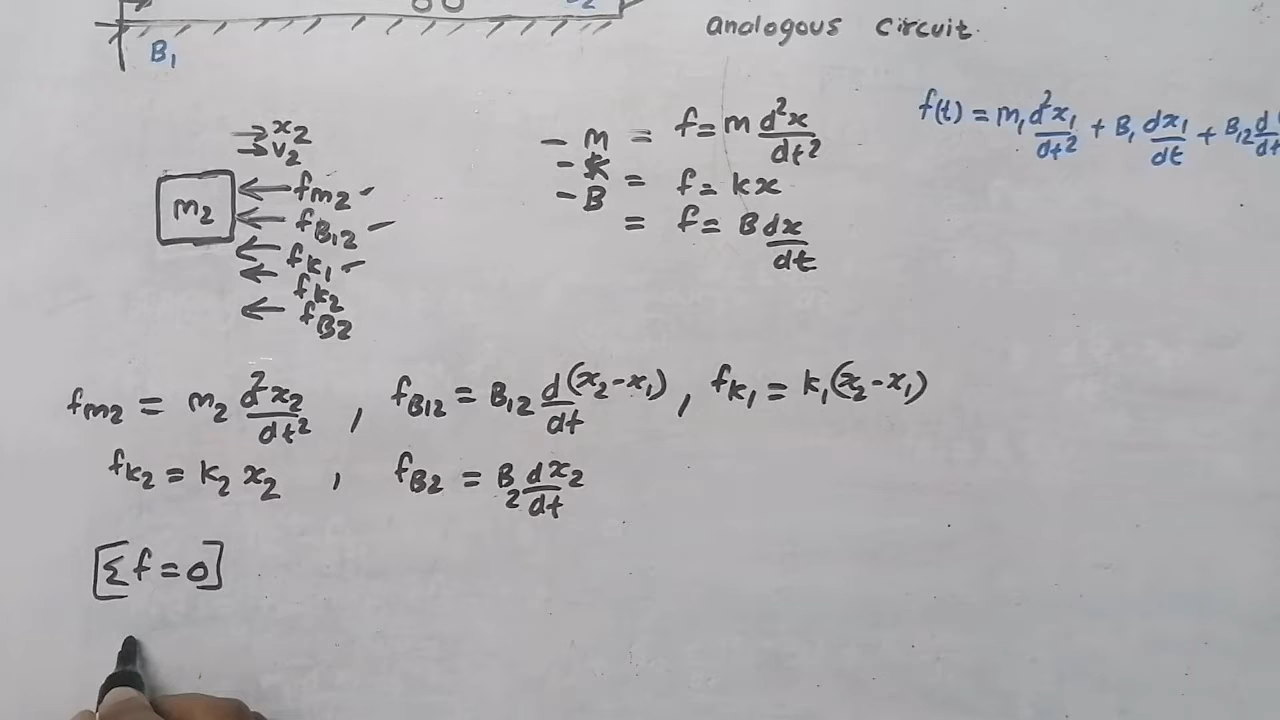 B₁
analogous circuit.
f(t) = M₁ d²x₁/dt² + B₁ dx₁/dt + B₁₂ d
x₂
v₂
M₂
fM₂
fB₁₂
fK₁
fK₂
fB₂
- M = f = M d²x/dt²
- K = f = Kx
- B = f = B dx/dt
fM₂ = M₂ d²x₂/dt² , fB₁₂ = B₁₂ d(x₂-x₁)/dt , fK₁ = K₁(x₂-x₁)
fK₂ = K₂ x₂ , fB₂ = B₂ dx₂/dt
[Σf = 0]